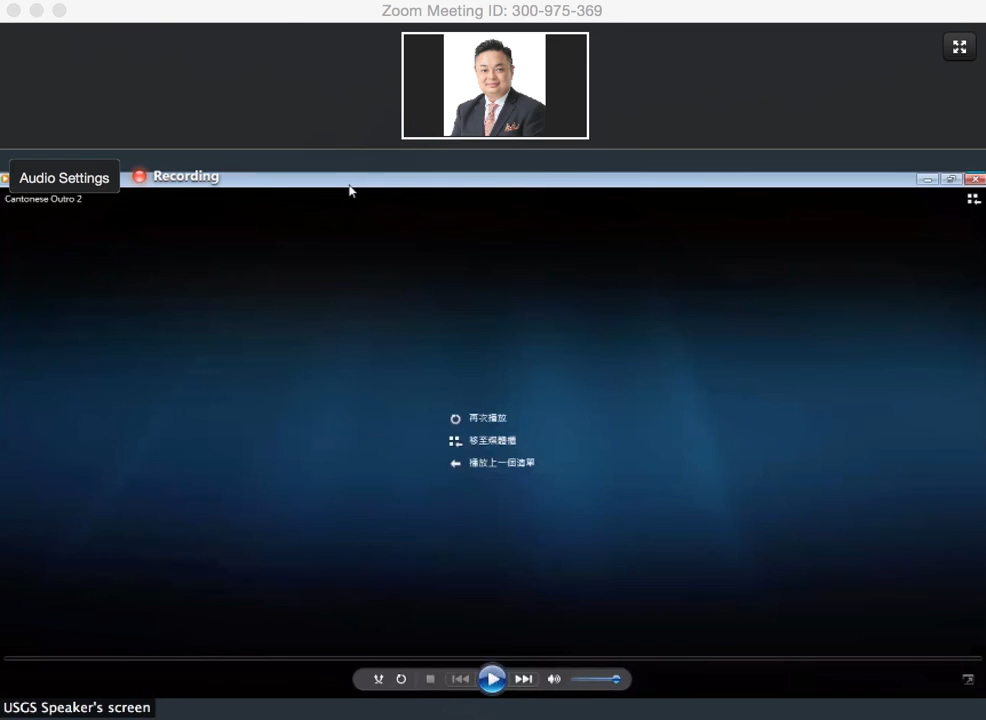 Zoom Meeting ID: 300-975-369
Audio Settings
Recording
Cantonese Outro 2
再次播放
移至媒體櫃
播放上一個清單
USGS Speaker's screen